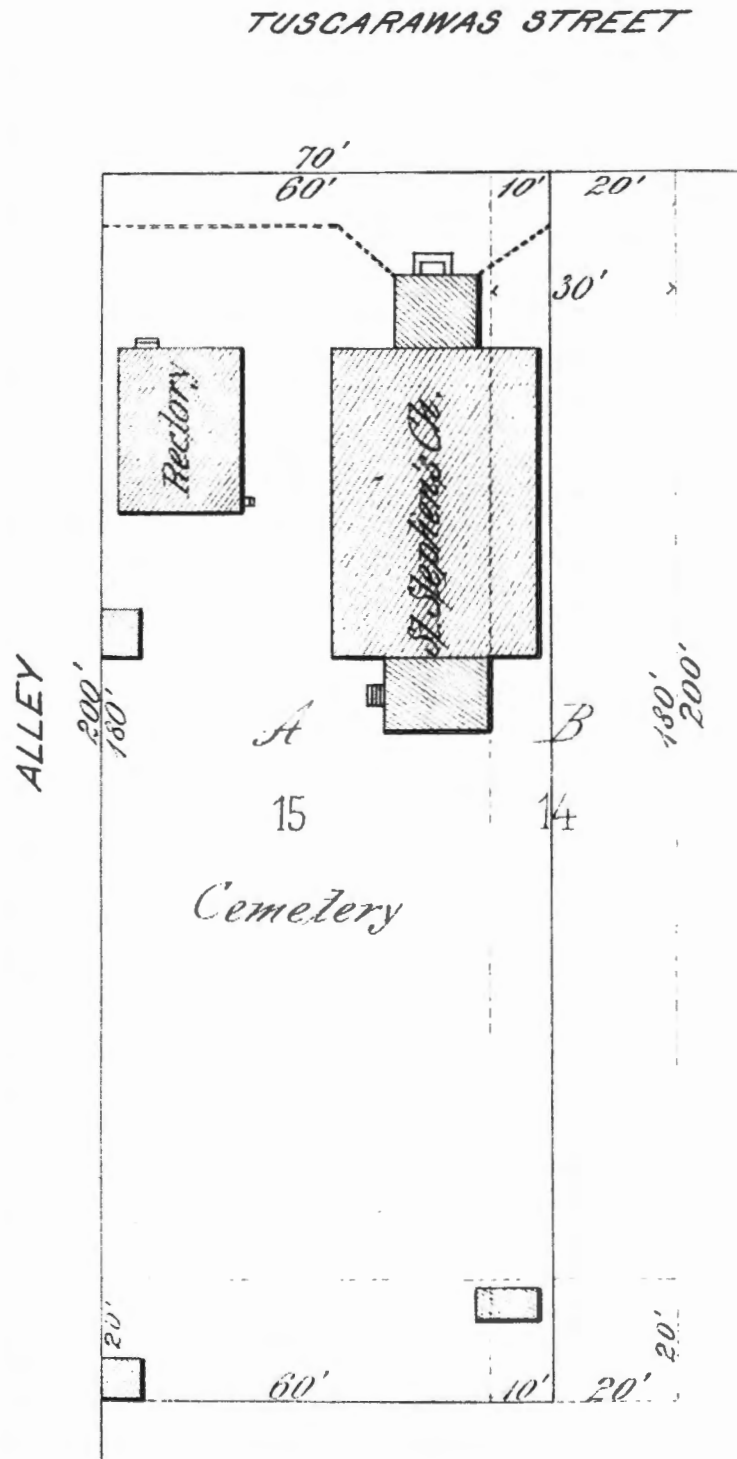 TUSCARAWAS STREET
70'
60' 10' 20'
30'
Rectory
St. Stephen's Ch.
ALLEY
200'
180'
A B
180'
200'
15 14
Cemetery
20'
20'
60' 10' 20'